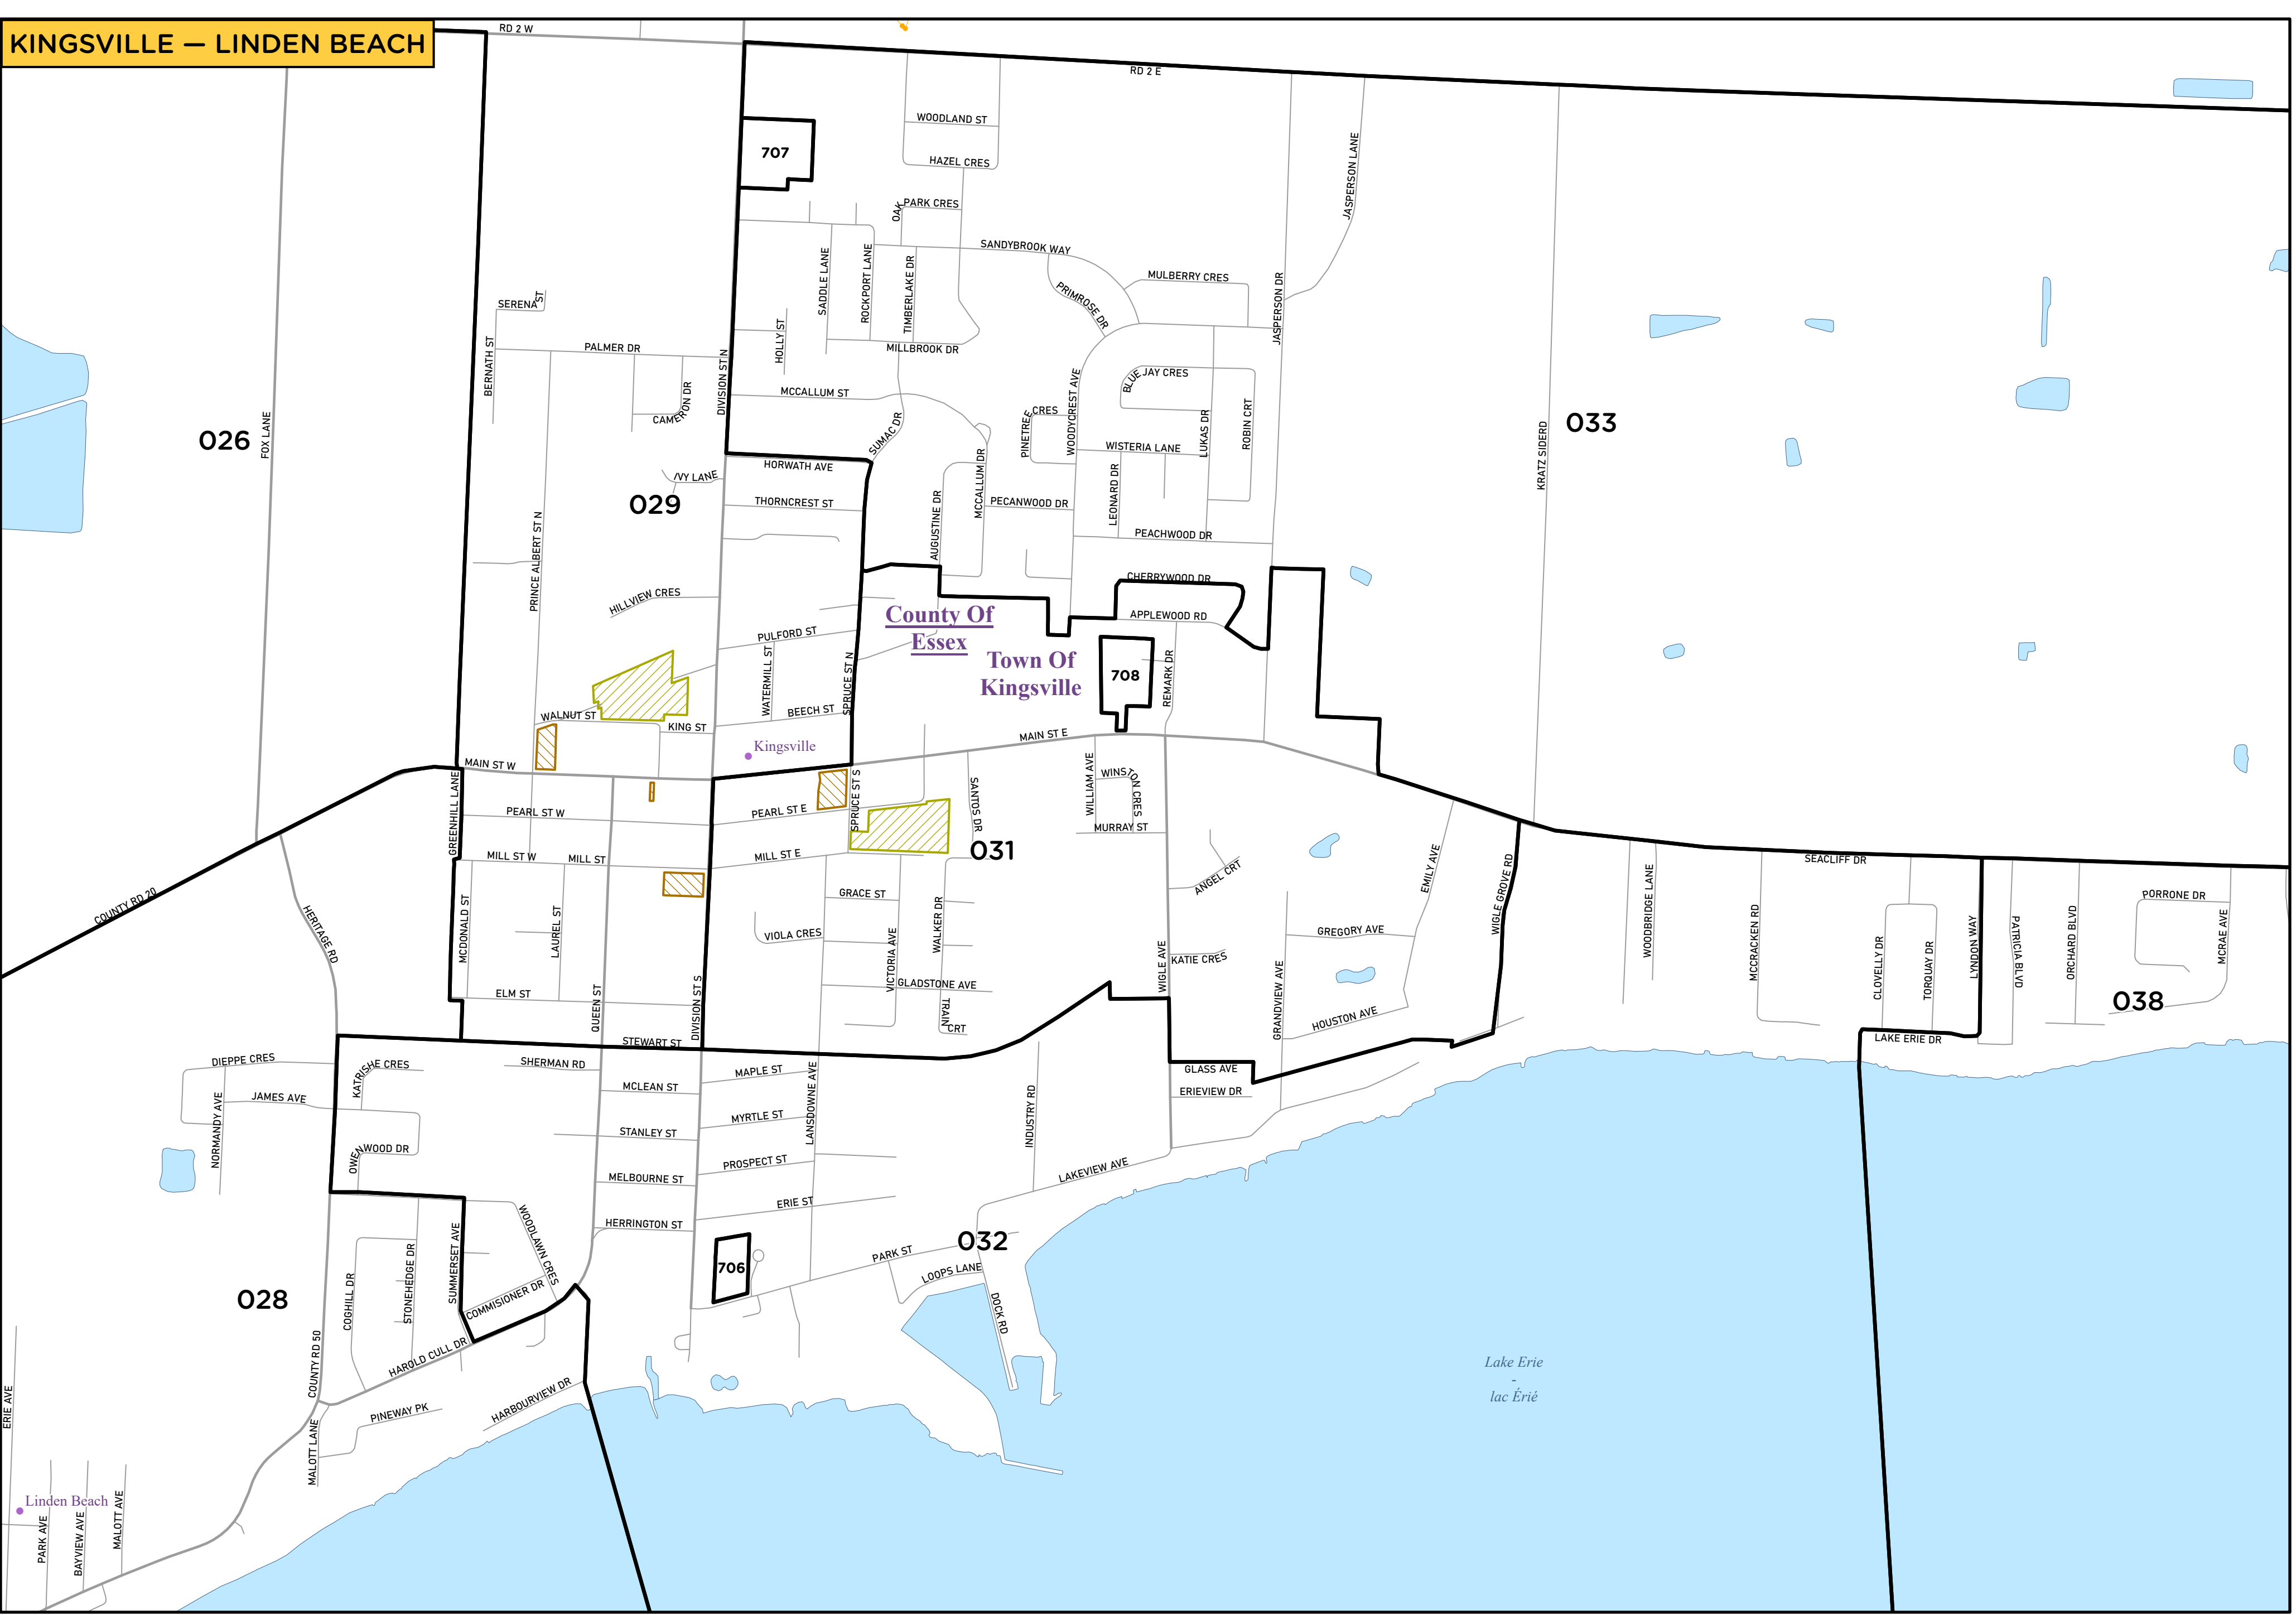 KINGSVILLE — LINDEN BEACH
RD 2 W
RD 2 E
WOODLAND ST
707
HAZEL CRES
JASPERSON LANE
OAK
PARK CRES
SANDYBROOK WAY
SADDLE LANE
ROCKPORT LANE
TIMBERLAKE DR
MULBERRY CRES
PRIMROSE DR
JASPERSON DR
SERENA ST
HOLLY ST
BERNATH ST
PALMER DR
MILLBROOK DR
DIVISION ST N
CAMERON DR
MCCALLUM ST
BLUE JAY CRES
WOODYCREST AVE
SUMAC DR
PINETREE CRES
LUKAS DR
ROBIN CRT
026
FOX LANE
033
KRATZ SIDERD
WISTERIA LANE
HORWATH AVE
IVY LANE
029
THORNCREST ST
AUGUSTINE DR
MCCALLUM DR
PECANWOOD DR
LEONARD DR
PEACHWOOD DR
PRINCE ALBERT ST N
CHERRYWOOD DR
HILLVIEW CRES
County Of
Essex
APPLEWOOD RD
PULFORD ST
Town Of
Kingsville
WATERMILL ST
SPRUCE ST N
708
REMARK DR
WALNUT ST
BEECH ST
KING ST
Kingsville
MAIN ST E
MAIN ST W
GREENHILL LANE
SPRUCE ST S
SANTOS DR
WILLIAM AVE
WINSTON CRES
PEARL ST W
PEARL ST E
MURRAY ST
031
MILL ST W
MILL ST
MILL ST E
SEACLIFF DR
ANGEL CRT
EMILY AVE
WIGLE GROVE RD
COUNTY RD 20
HERITAGE RD
GRACE ST
WALKER DR
WOODBRIDGE LANE
PORRONE DR
MCDONALD ST
LAUREL ST
VIOLA CRES
VICTORIA AVE
GREGORY AVE
MCCRACKEN RD
CLOVELLY DR
TORQUAY DR
LYNDON WAY
PATRICIA BLVD
ORCHARD BLVD
MCRAE AVE
KATIE CRES
WIGLE AVE
GLADSTONE AVE
ELM ST
QUEEN ST
DIVISION ST S
TRAIN CRT
GRANDVIEW AVE
HOUSTON AVE
038
STEWART ST
LAKE ERIE DR
DIEPPE CRES
KATRISHE CRES
SHERMAN RD
MAPLE ST
GLASS AVE
MCLEAN ST
ERIEVIEW DR
NORMANDY AVE
JAMES AVE
LANSDOWNE AVE
INDUSTRY RD
MYRTLE ST
STANLEY ST
OWENWOOD DR
PROSPECT ST
LAKEVIEW AVE
MELBOURNE ST
ERIE ST
HERRINGTON ST
WOODLAWN CRES
SUMMERSET AVE
STONEHEDGE DR
COGHILL DR
032
PARK ST
706
LOOPS LANE
028
COMMISIONER DR
DOCK RD
HAROLD CULL DR
COUNTY RD 50
Lake Erie
-
lac Érié
HARBOURVIEW DR
PINEWAY PK
MALOTT LANE
ERIE AVE
Linden Beach
PARK AVE
BAYVIEW AVE
MALOTT AVE